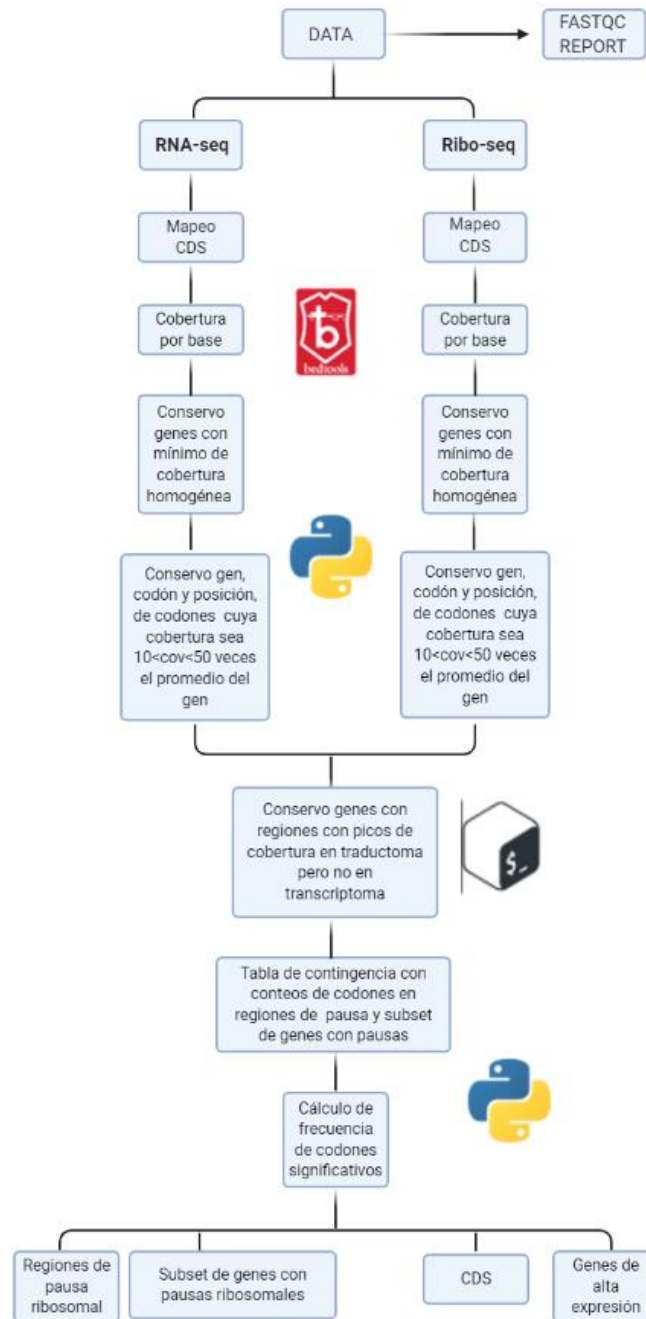 DATA
FASTQC
REPORT
RNA-seq
Ribo-seq
Mapeo
CDS
Mapeo
CDS
Cobertura
por base
Cobertura
por base
bedtools
Conservo
genes con
mínimo de
cobertura
homogénea
Conservo
genes con
mínimo de
cobertura
homogénea
Conservo gen,
codón y posición,
de codones cuya
cobertura sea
10<cov<50 veces
el promedio del
gen
Conservo gen,
codón y posición,
de codones cuya
cobertura sea
10<cov<50 veces
el promedio del
gen
Conservo genes con
regiones con picos de
cobertura en traductoma
pero no en
transcriptoma
$_
Tabla de contingencia con
conteos de codones en
regiones de pausa y subset
de genes con pausas
Cálculo de
frecuencia
de codones
significativos
Regiones de
pausa
ribosomal
Subset de genes con
pausas ribosomales
CDS
Genes de
alta
expresión